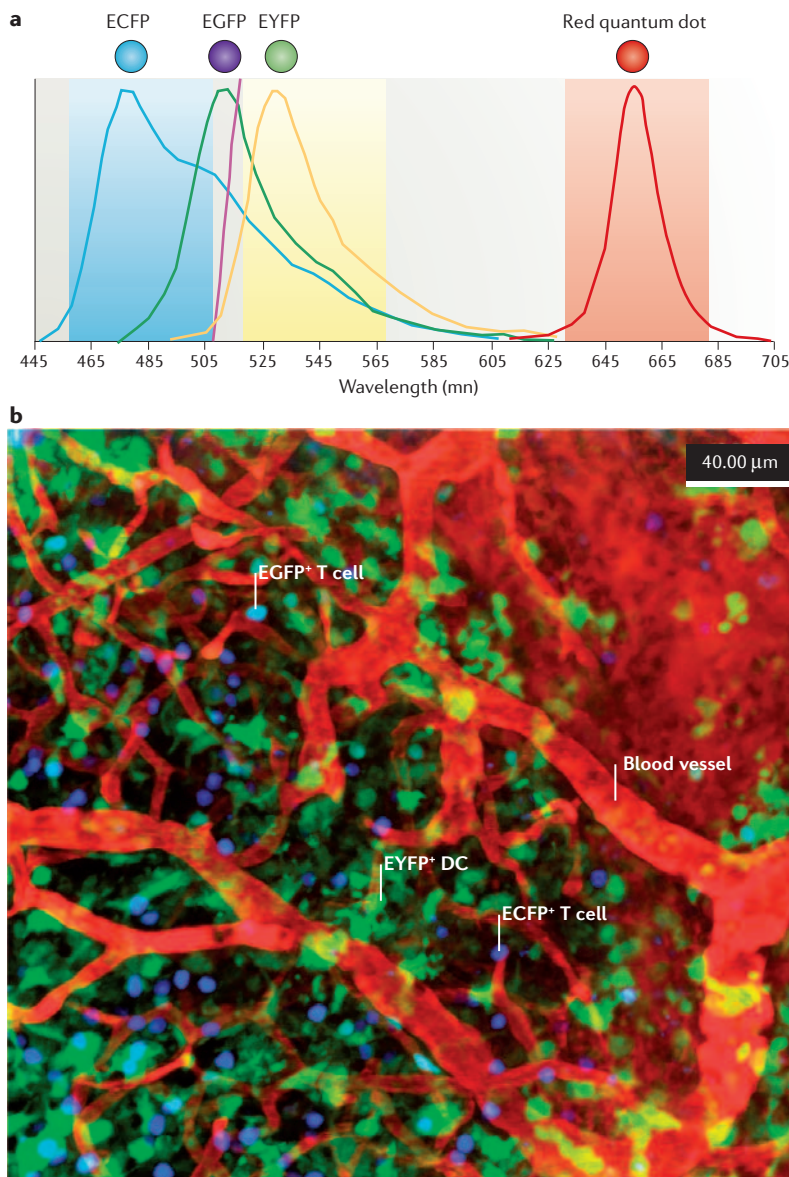 a
ECFP EGFP EYFP Red quantum dot
445 465 485 505 525 545 565 585 605 625 645 665 685 705
Wavelength (mn)
b
40.00 µm
EGFP⁺ T cell
Blood vessel
EYFP⁺ DC
ECFP⁺ T cell